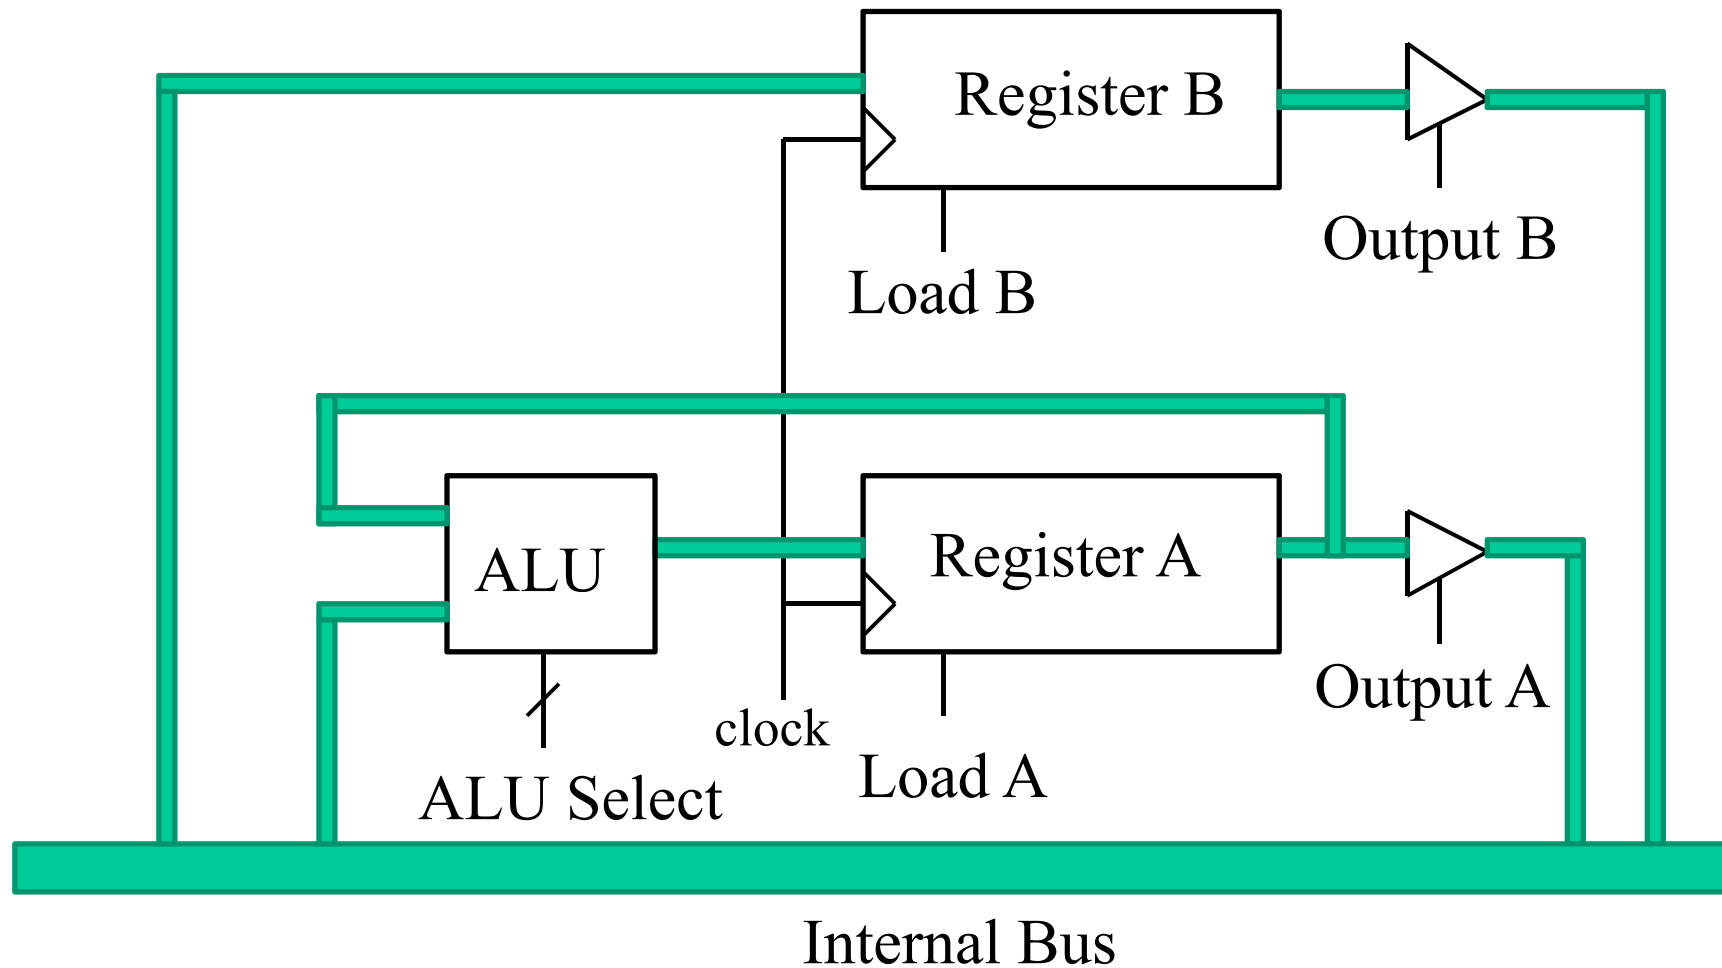 Register B
Output B
Load B
ALU
Register A
Output A
clock
Load A
ALU Select
Internal Bus